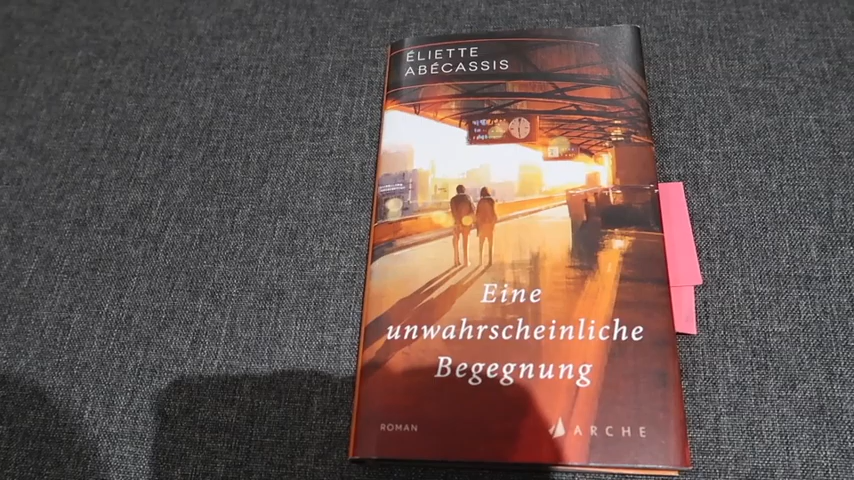 ÉLIETTE
ABÉCASSIS
Eine
unwahrscheinliche
Begegnung
ROMAN
ARCHE